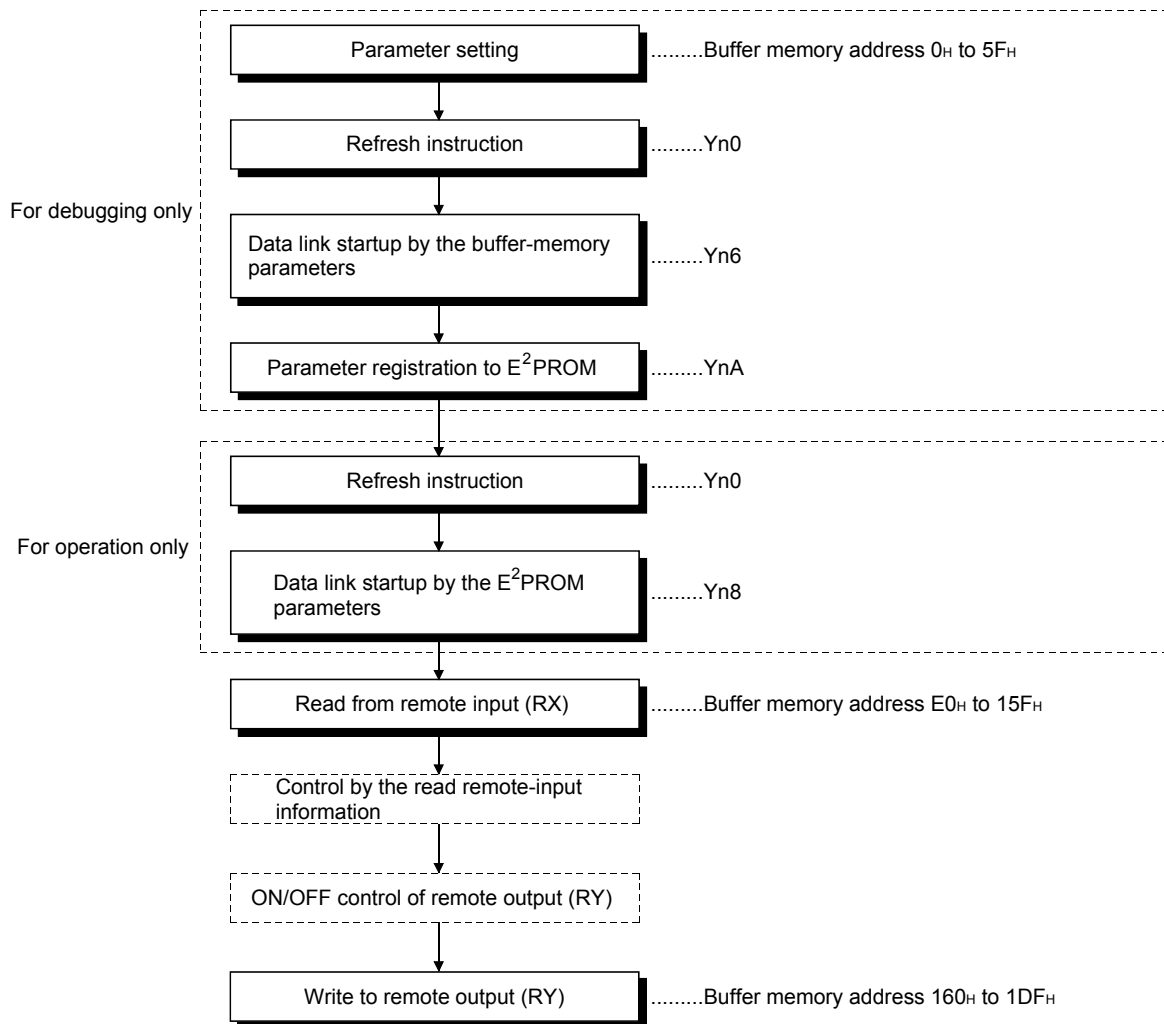 Parameter setting .........Buffer memory address 0H to 5FH
Refresh instruction .........Yn0
For debugging only
Data link startup by the buffer-memory
parameters
.........Yn6
Parameter registration to E²PROM .........YnA
Refresh instruction .........Yn0
For operation only
Data link startup by the E²PROM
parameters
.........Yn8
Read from remote input (RX) .........Buffer memory address E0H to 15FH
Control by the read remote-input
information
ON/OFF control of remote output (RY)
Write to remote output (RY) .........Buffer memory address 160H to 1DFH